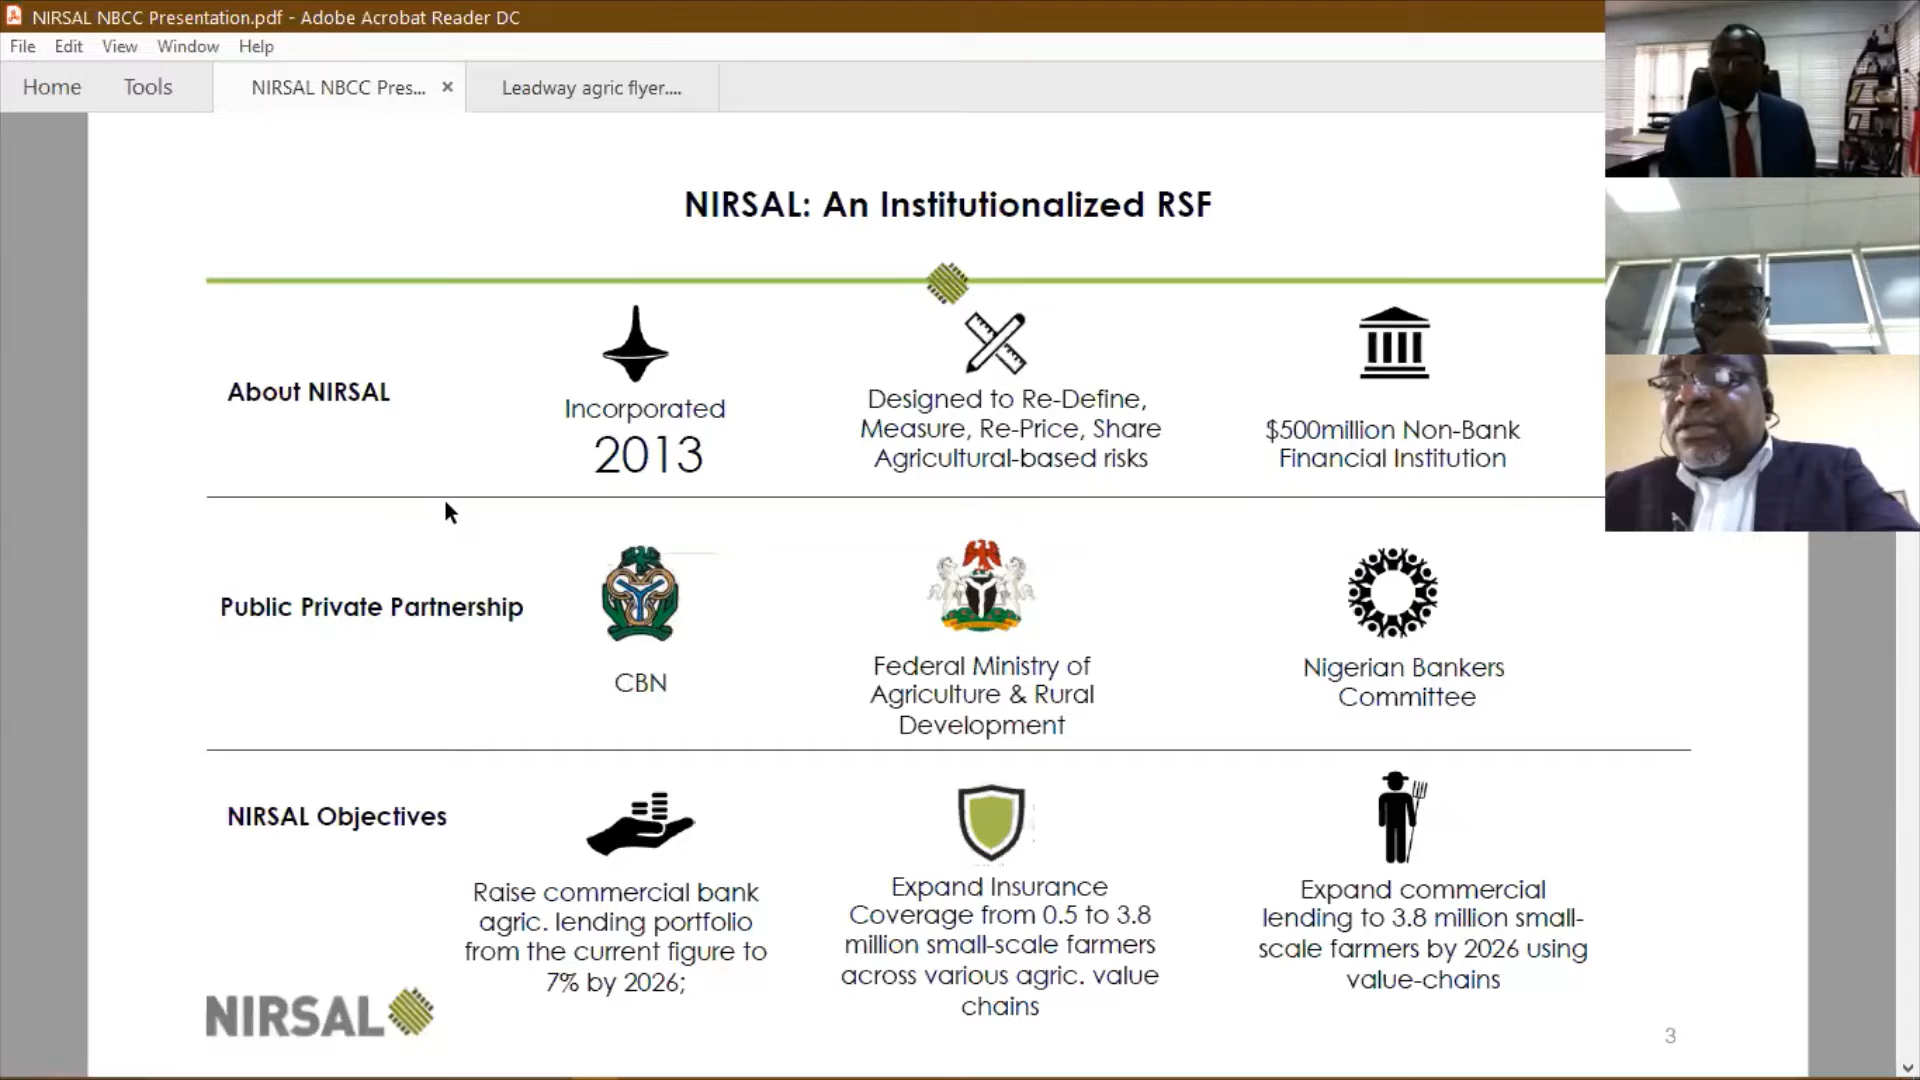 NIRSAL NBCC Presentation.pdf - Adobe Acrobat Reader DC
File Edit View Window Help
Home Tools NIRSAL NBCC Pres... × Leadway agric flyer....
NIRSAL: An Institutionalized RSF
About NIRSAL
Incorporated
2013
Designed to Re-Define,
Measure, Re-Price, Share
Agricultural-based risks
$500million Non-Bank
Financial Institution
Public Private Partnership
CBN
Federal Ministry of
Agriculture & Rural
Development
Nigerian Bankers
Committee
NIRSAL Objectives
Raise commercial bank
agric. lending portfolio
from the current figure to
7% by 2026;
Expand Insurance
Coverage from 0.5 to 3.8
million small-scale farmers
across various agric. value
chains
Expand commercial
lending to 3.8 million small-
scale farmers by 2026 using
value-chains
NIRSAL
3